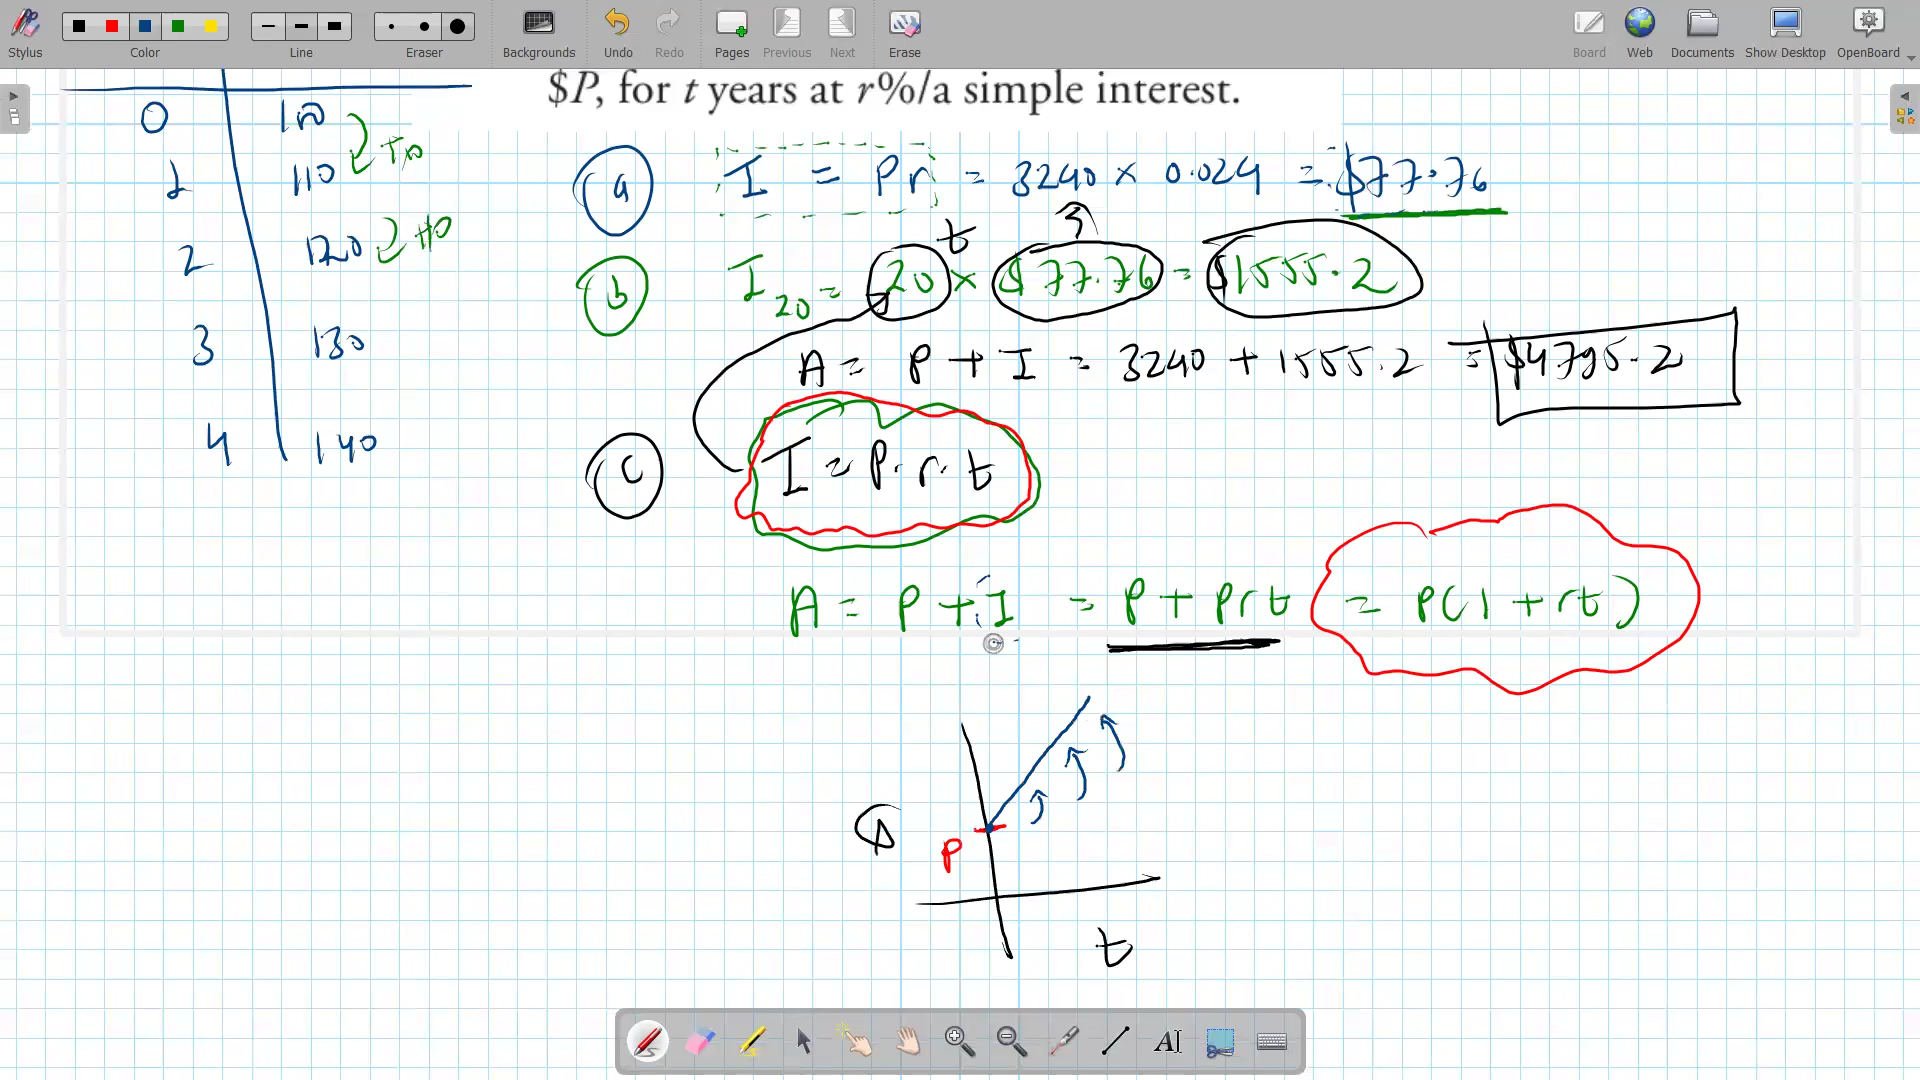 Stylus Color Line Eraser Backgrounds Undo Redo Pages Previous Next Erase Board Web Documents Show Desktop OpenBoard
$P, for t years at r%/a simple interest.
0 100
1 110 +10
2 120 +10
3 130
4 140
a I = Pr = 3240 × 0.024 = $77.76
t
b I20 = 20 × $77.76 = $1555.2
A = P + I = 3240 + 1555.2 = $4795.2
c I = P.r.t
A = P + I = P + Prt = P(1 + rt)
A
P
t